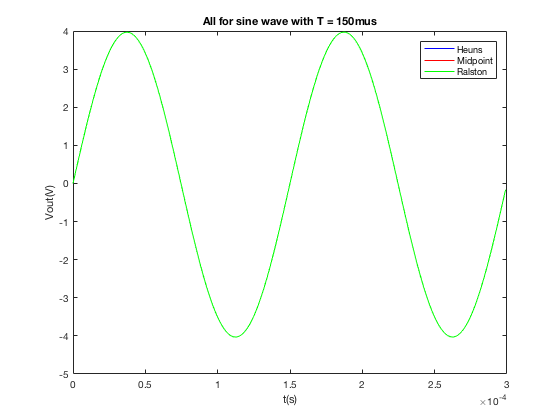 All for sine wave with T = 150mus
Heuns
Midpoint
Ralston
Vout(V)
4
3
2
1
0
-1
-2
-3
-4
-5
0 0.5 1 1.5 2 2.5 3
t(s)
×10⁻⁴